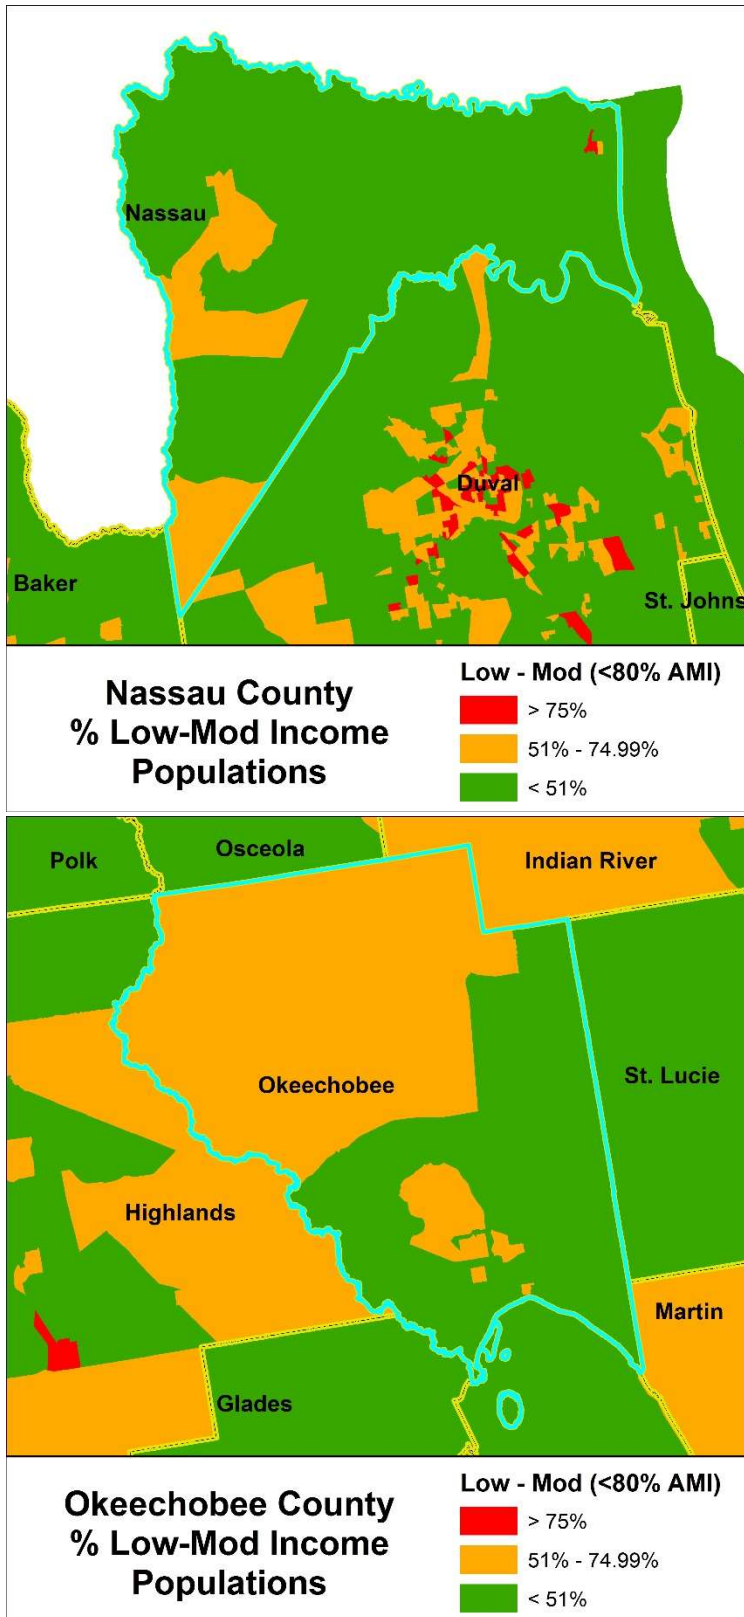 Nassau
Duval
Baker
St. Johns
Nassau County
% Low-Mod Income
Populations
Low - Mod (<80% AMI)
> 75%
51% - 74.99%
< 51%
Polk
Osceola
Indian River
Okeechobee
St. Lucie
Highlands
Martin
Glades
Okeechobee County
% Low-Mod Income
Populations
Low - Mod (<80% AMI)
> 75%
51% - 74.99%
< 51%